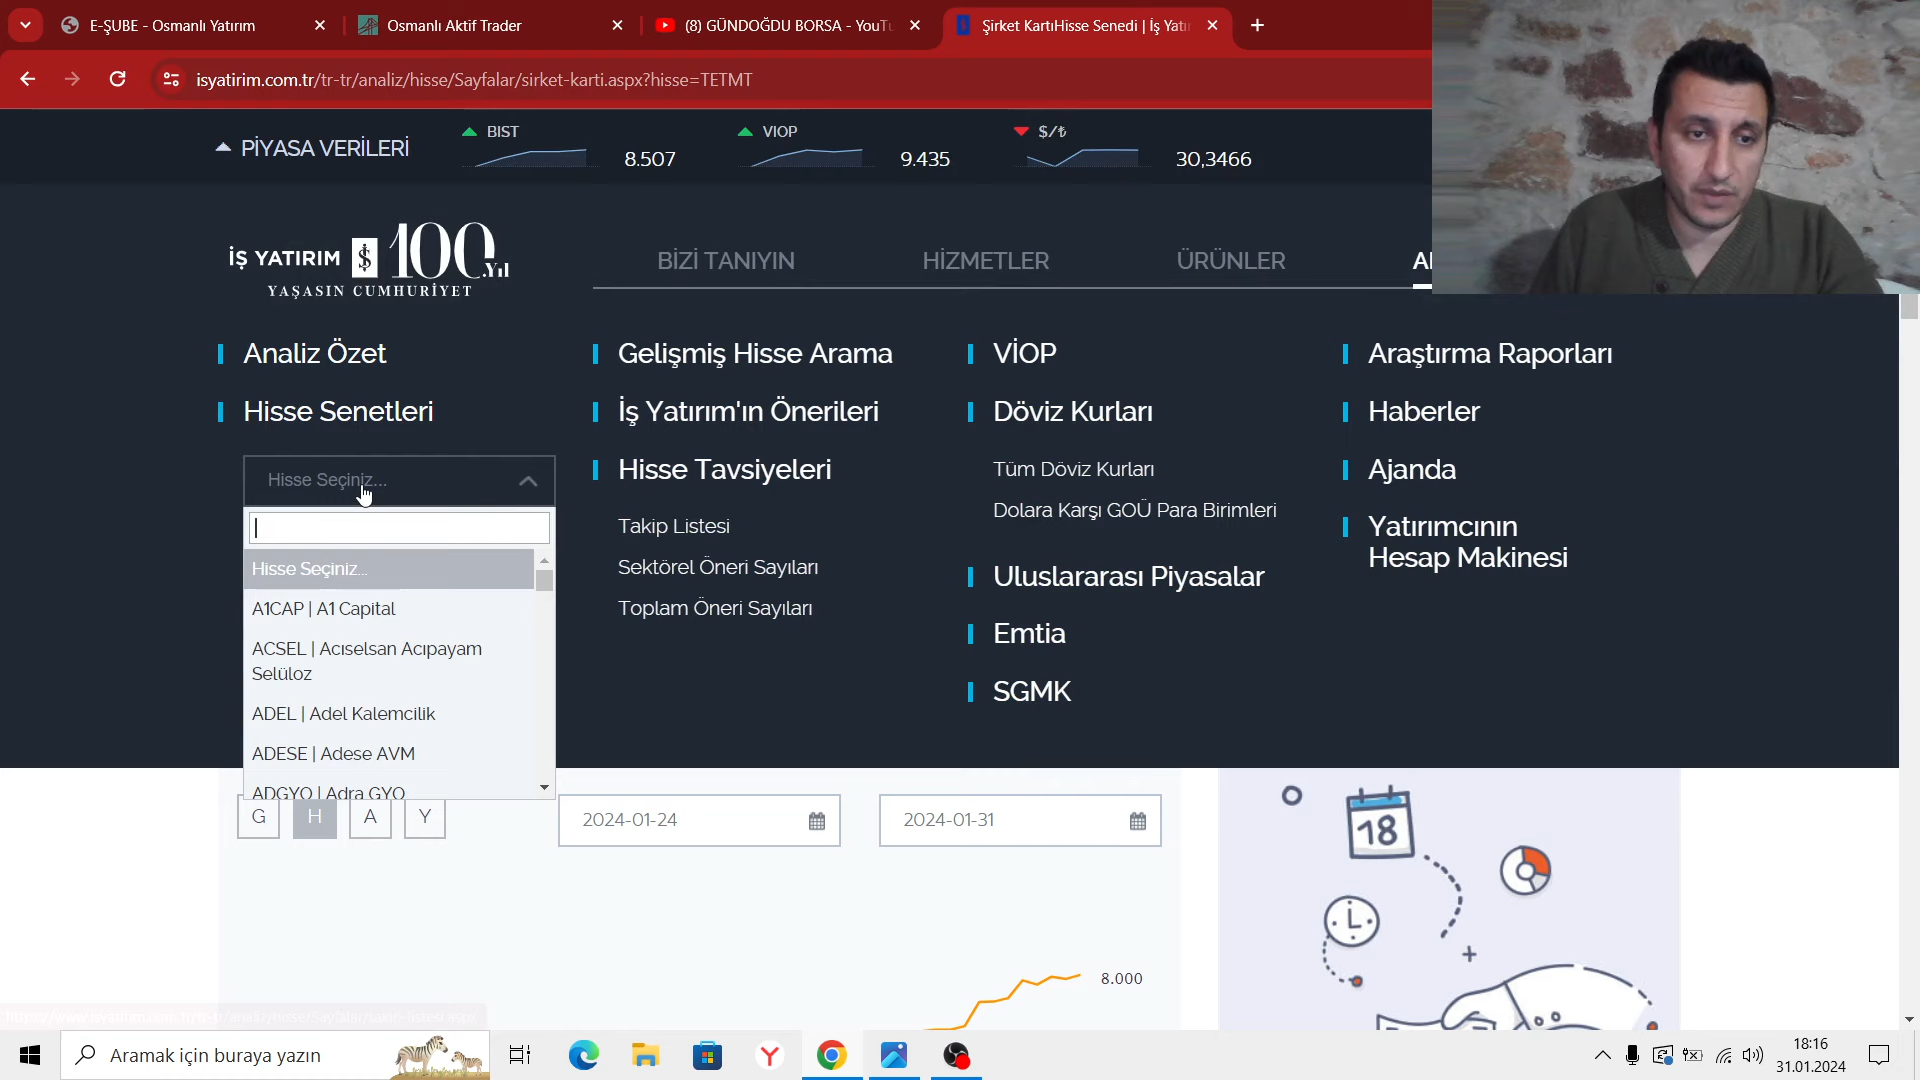 E-ŞUBE - Osmanlı Yatırım
Osmanlı Aktif Trader
(8) GÜNDOĞDU BORSA - YouTu
Şirket KartıHisse Senedi | İş Yatır
isyatirim.com.tr/tr-tr/analiz/hisse/Sayfalar/sirket-karti.aspx?hisse=TETMT
PİYASA VERİLERİ
BIST
8.507
VIOP
9.435
$/₺
30,3466
İŞ YATIRIM 100.Yıl
YAŞASIN CUMHURİYET
BİZİ TANIYIN
HİZMETLER
ÜRÜNLER
Analiz Özet
Hisse Senetleri
Hisse Seçiniz...
Hisse Seçiniz...
A1CAP | A1 Capital
ACSEL | Acıselsan Acıpayam
Selüloz
ADEL | Adel Kalemcilik
ADESE | Adese AVM
ADGYO | Adra GYO
Gelişmiş Hisse Arama
İş Yatırım'ın Önerileri
Hisse Tavsiyeleri
Takip Listesi
Sektörel Öneri Sayıları
Toplam Öneri Sayıları
VİOP
Döviz Kurları
Tüm Döviz Kurları
Dolara Karşı GOÜ Para Birimleri
Uluslararası Piyasalar
Emtia
SGMK
Araştırma Raporları
Haberler
Ajanda
Yatırımcının
Hesap Makinesi
G H A Y
2024-01-24
2024-01-31
8.000
18
Aramak için buraya yazın
18:16
31.01.2024